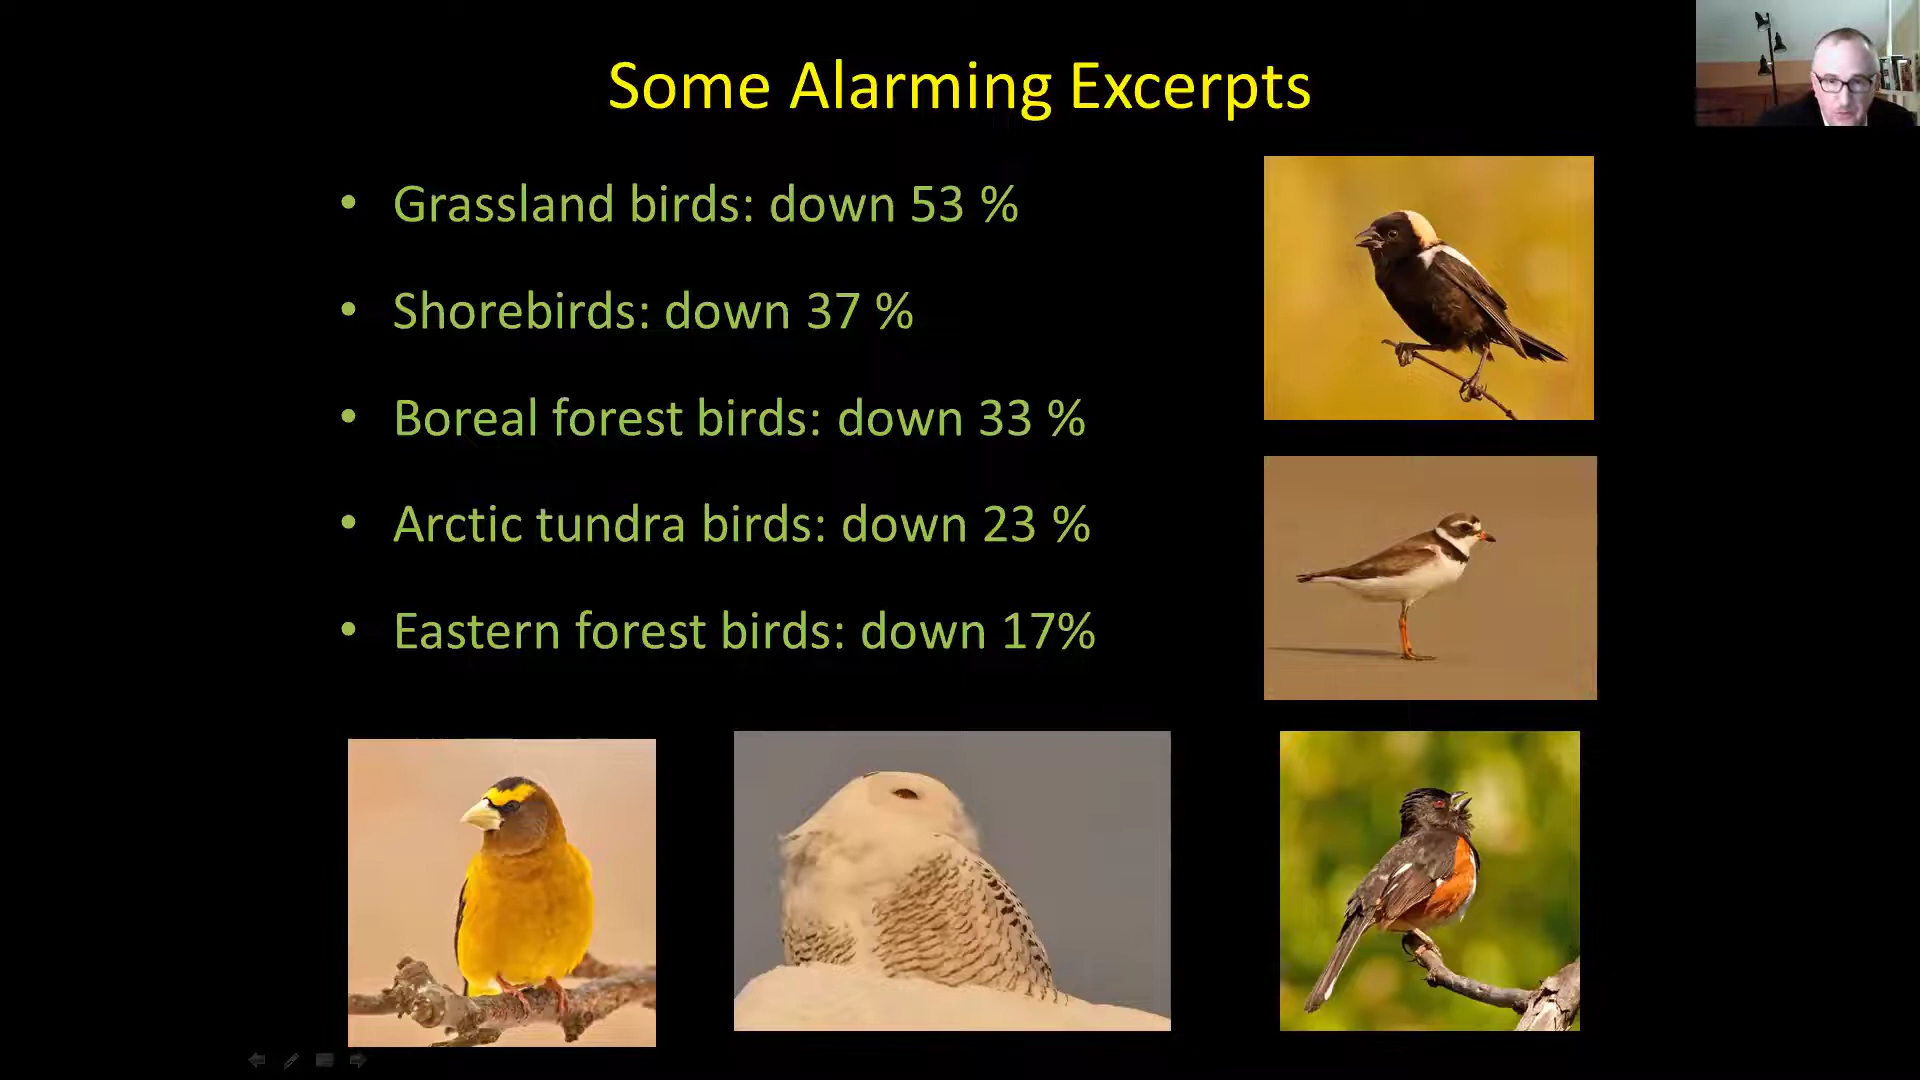 Some Alarming Excerpts
• Grassland birds: down 53 %
• Shorebirds: down 37 %
• Boreal forest birds: down 33 %
• Arctic tundra birds: down 23 %
• Eastern forest birds: down 17%